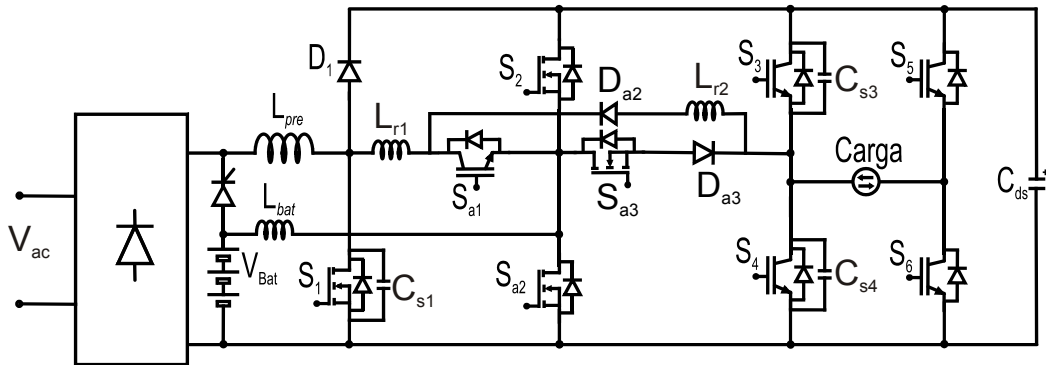 D1
S2
S3
S5
Da2
Lr2
Cs3
Lpre
Lr1
Carga
Sa1
Sa3
Da3
Cds
+
Vac
Lbat
VBat
S1
Cs1
Sa2
S4
Cs4
S6